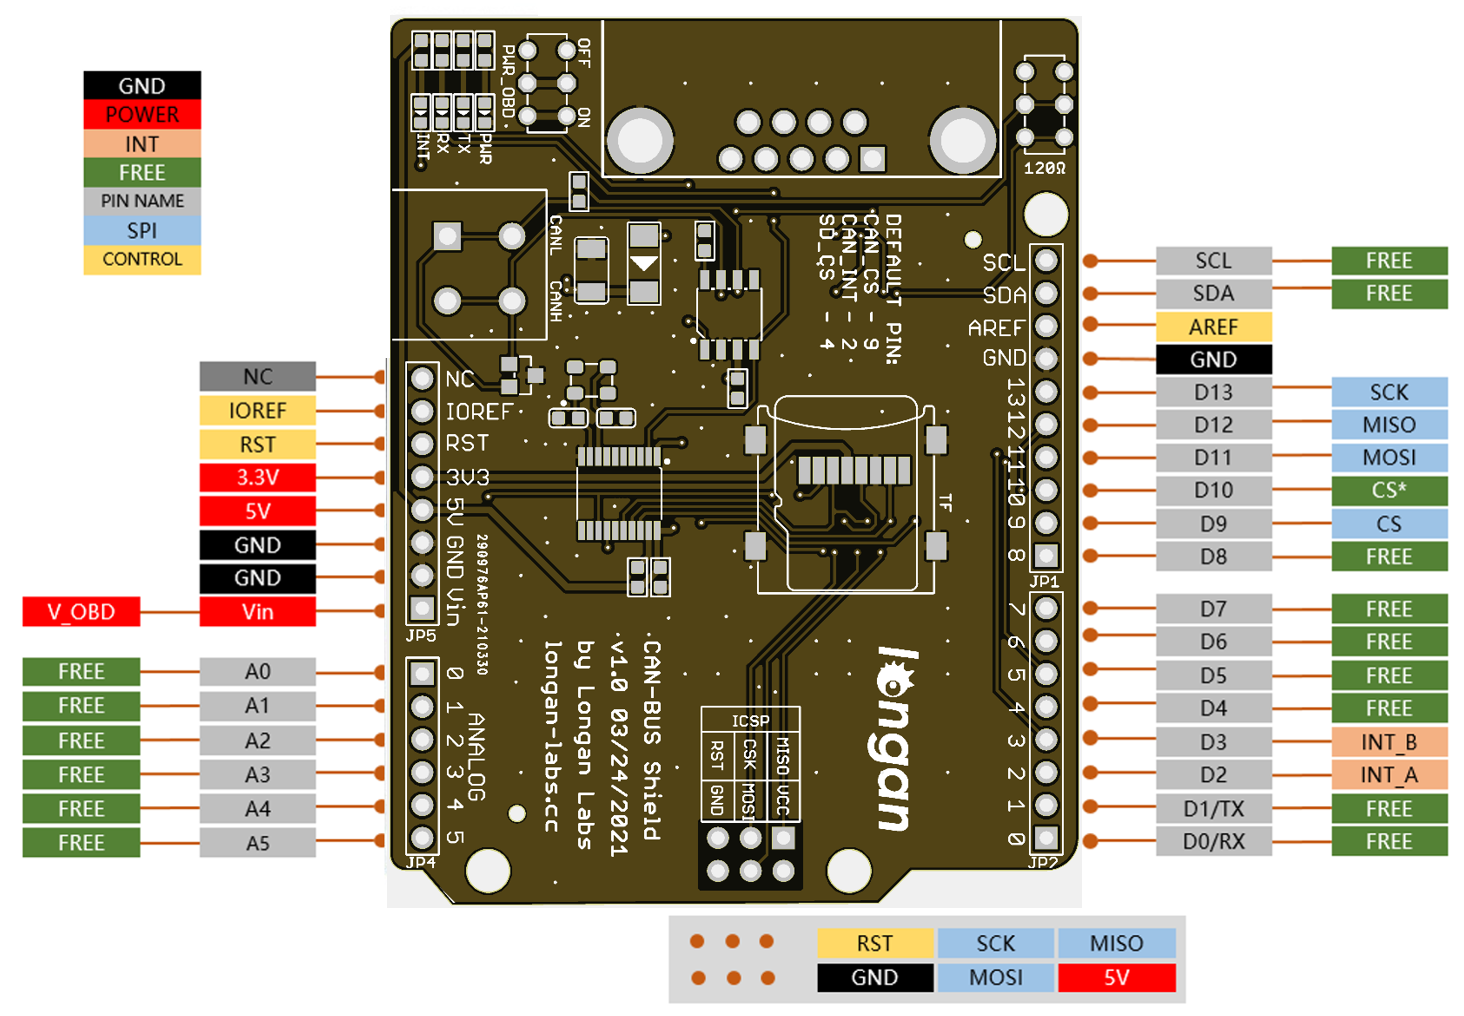 GND
POWER
INT
FREE
PIN NAME
SPI
CONTROL
INT
RX
TX
PWR
PWR_OBD
OFF
ON
120Ω
CANL
CANH
DEFAULT PIN:
CAN_CS - 9
CAN_INT - 2
SD_CS - 4
NC NC
IOREF IOREF
RST RST
3.3V 3V3
5V 5V
GND GND
GND
V_OBD Vin Vin
JP5
290976AP61-210330
FREE A0 0
FREE A1 1
FREE A2 2
FREE A3 3
FREE A4 4
FREE A5 5
ANALOG
JP4
CAN-BUS Shield
v1.0 03/24/2021
by Longan Labs
longan-labs.cc
TF
longan
ICSP
RST CSK MISO
GND MOSI VCC
SCL SCL FREE
SDA SDA FREE
AREF AREF
GND GND
13 D13 SCK
12 D12 MISO
11 D11 MOSI
10 D10 CS*
9 D9 CS
8 D8 FREE
JP1
7 D7 FREE
6 D6 FREE
5 D5 FREE
4 D4 FREE
3 D3 INT_B
2 D2 INT_A
1 D1/TX FREE
0 D0/RX FREE
JP2
RST SCK MISO
GND MOSI 5V